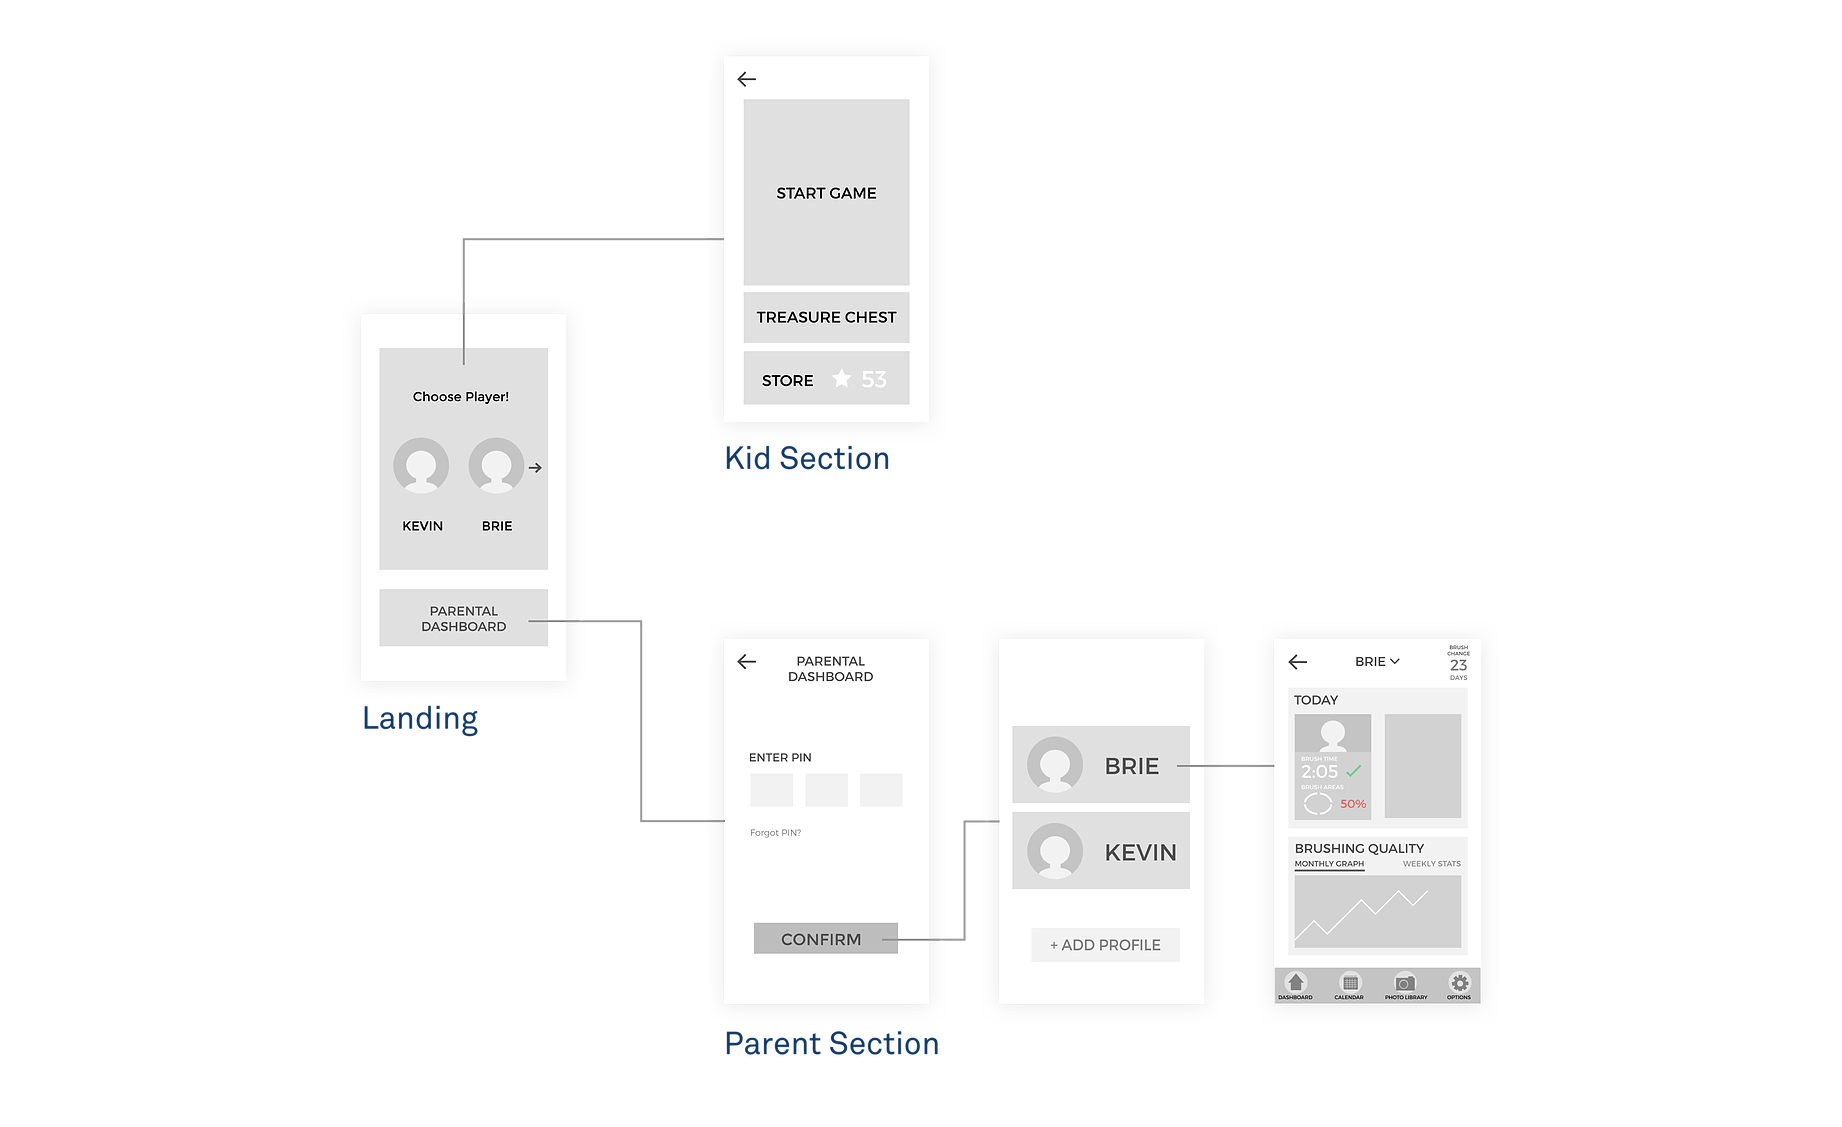 START GAME
TREASURE CHEST
STORE 53
Kid Section
Choose Player!
KEVIN BRIE
PARENTAL
DASHBOARD
Landing
PARENTAL
DASHBOARD
ENTER PIN
Forgot PIN?
CONFIRM
Parent Section
BRIE
KEVIN
+ ADD PROFILE
BRIE
BRUSH
CHANGE
23
DAYS
TODAY
BRUSH TIME
2:05
BRUSH AREAS
50%
BRUSHING QUALITY
MONTHLY GRAPH WEEKLY STATS
DASHBOARD CALENDAR PHOTO LIBRARY OPTIONS